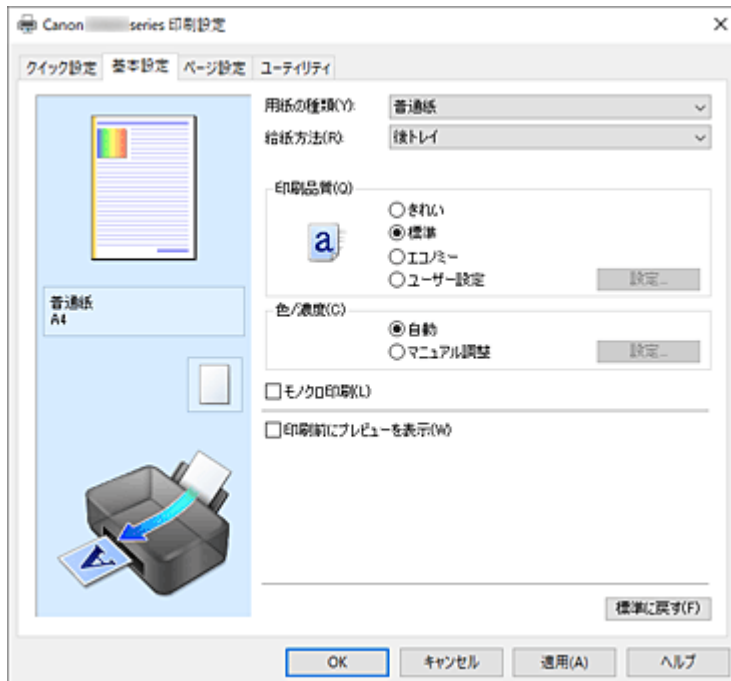 Canon series 印刷設定
クイック設定 基本設定 ページ設定 ユーティリティ
用紙の種類(Y): 普通紙
給紙方法(R): 後トレイ
印刷品質(Q)
きれい
標準
エコノミー
ユーザー設定 設定...
色/濃度(C)
自動
マニュアル調整 設定...
普通紙
A4
モノクロ印刷(L)
印刷前にプレビューを表示(W)
標準に戻す(F)
OK キャンセル 適用(A) ヘルプ